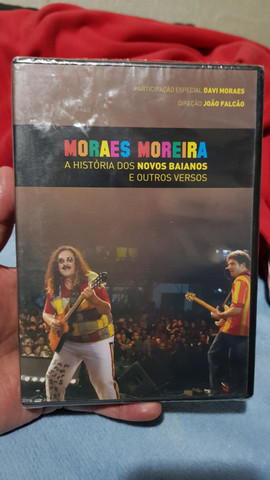 PARTICIPAÇÃO ESPECIAL DAVI MORAES
DIREÇÃO JOÃO FALCÃO
MORAES MOREIRA
A HISTÓRIA DOS NOVOS BAIANOS
E OUTROS VERSOS